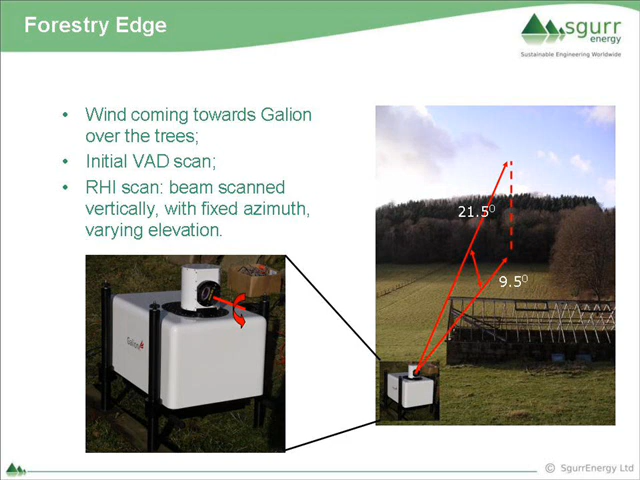 Forestry Edge
sgurr
energy
Sustainable Engineering Worldwide
• Wind coming towards Galion
over the trees;
• Initial VAD scan;
• RHI scan: beam scanned
vertically, with fixed azimuth,
varying elevation.
21.5⁰
9.5⁰
Galion
© SgurrEnergy Ltd